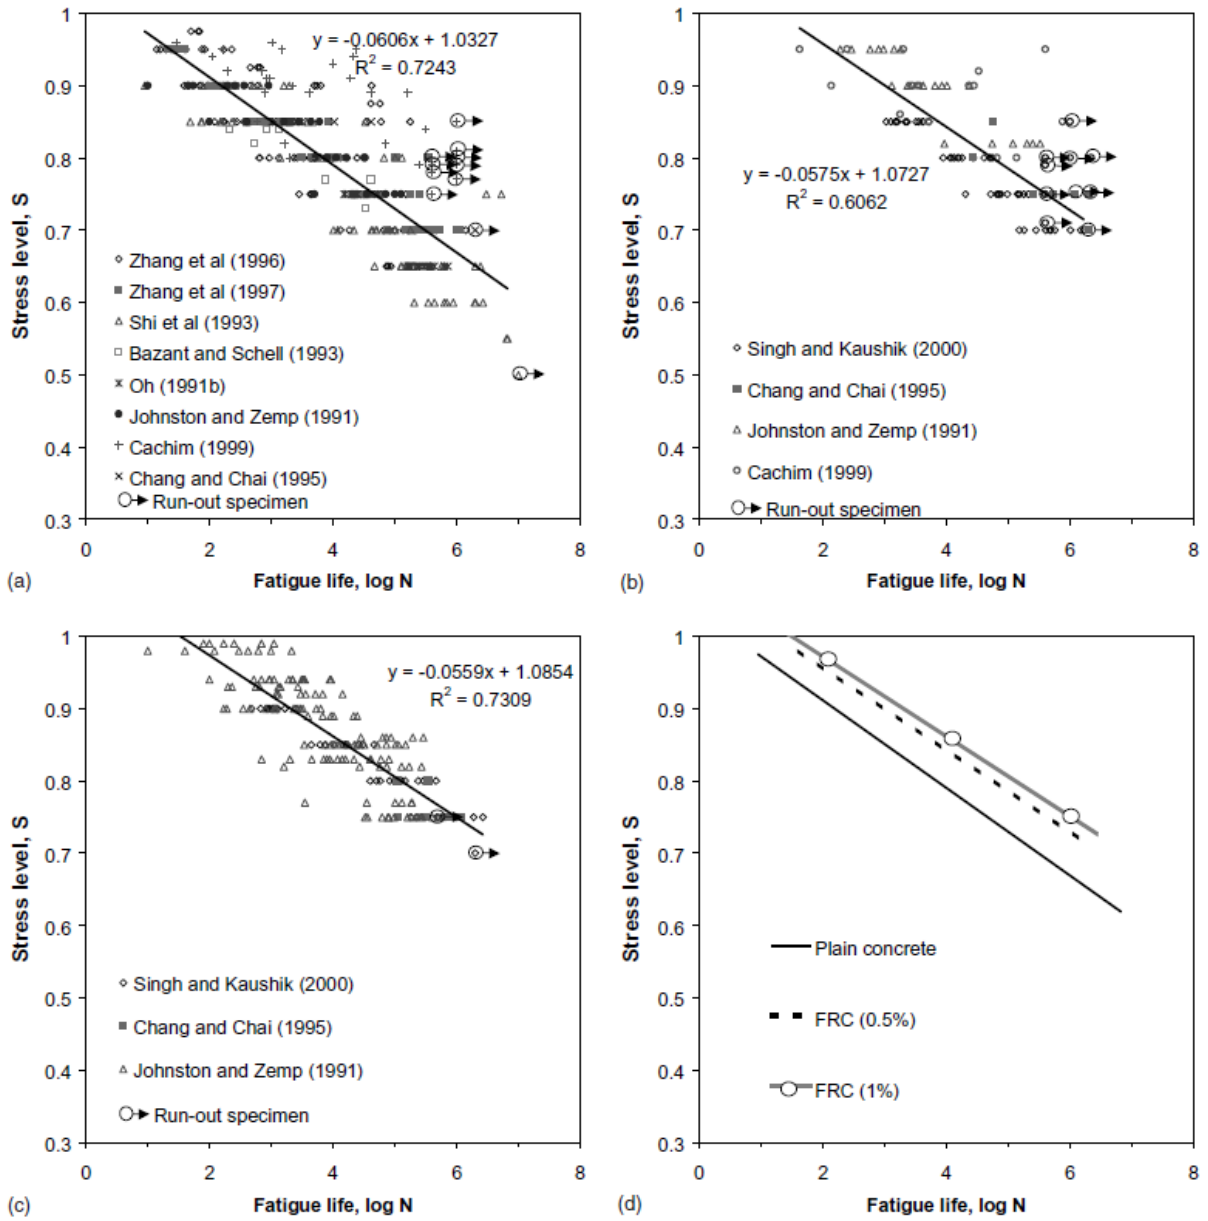 1
0.9
0.8
0.7
0.6
0.5
0.4
0.3
Stress level, S
y = -0.0606x + 1.0327
R² = 0.7243
Zhang et al (1996)
Zhang et al (1997)
Shi et al (1993)
Bazant and Schell (1993)
Oh (1991b)
Johnston and Zemp (1991)
Cachim (1999)
Chang and Chai (1995)
Run-out specimen
0 2 4 6 8
Fatigue life, log N
(a)
1
0.9
0.8
0.7
0.6
0.5
0.4
0.3
Stress level, S
y = -0.0575x + 1.0727
R² = 0.6062
Singh and Kaushik (2000)
Chang and Chai (1995)
Johnston and Zemp (1991)
Cachim (1999)
Run-out specimen
0 2 4 6 8
Fatigue life, log N
(b)
1
0.9
0.8
0.7
0.6
0.5
0.4
0.3
Stress level, S
y = -0.0559x + 1.0854
R² = 0.7309
Singh and Kaushik (2000)
Chang and Chai (1995)
Johnston and Zemp (1991)
Run-out specimen
0 2 4 6 8
Fatigue life, log N
(c)
1
0.9
0.8
0.7
0.6
0.5
0.4
0.3
Stress level, S
Plain concrete
FRC (0.5%)
FRC (1%)
0 2 4 6 8
Fatigue life, log N
(d)